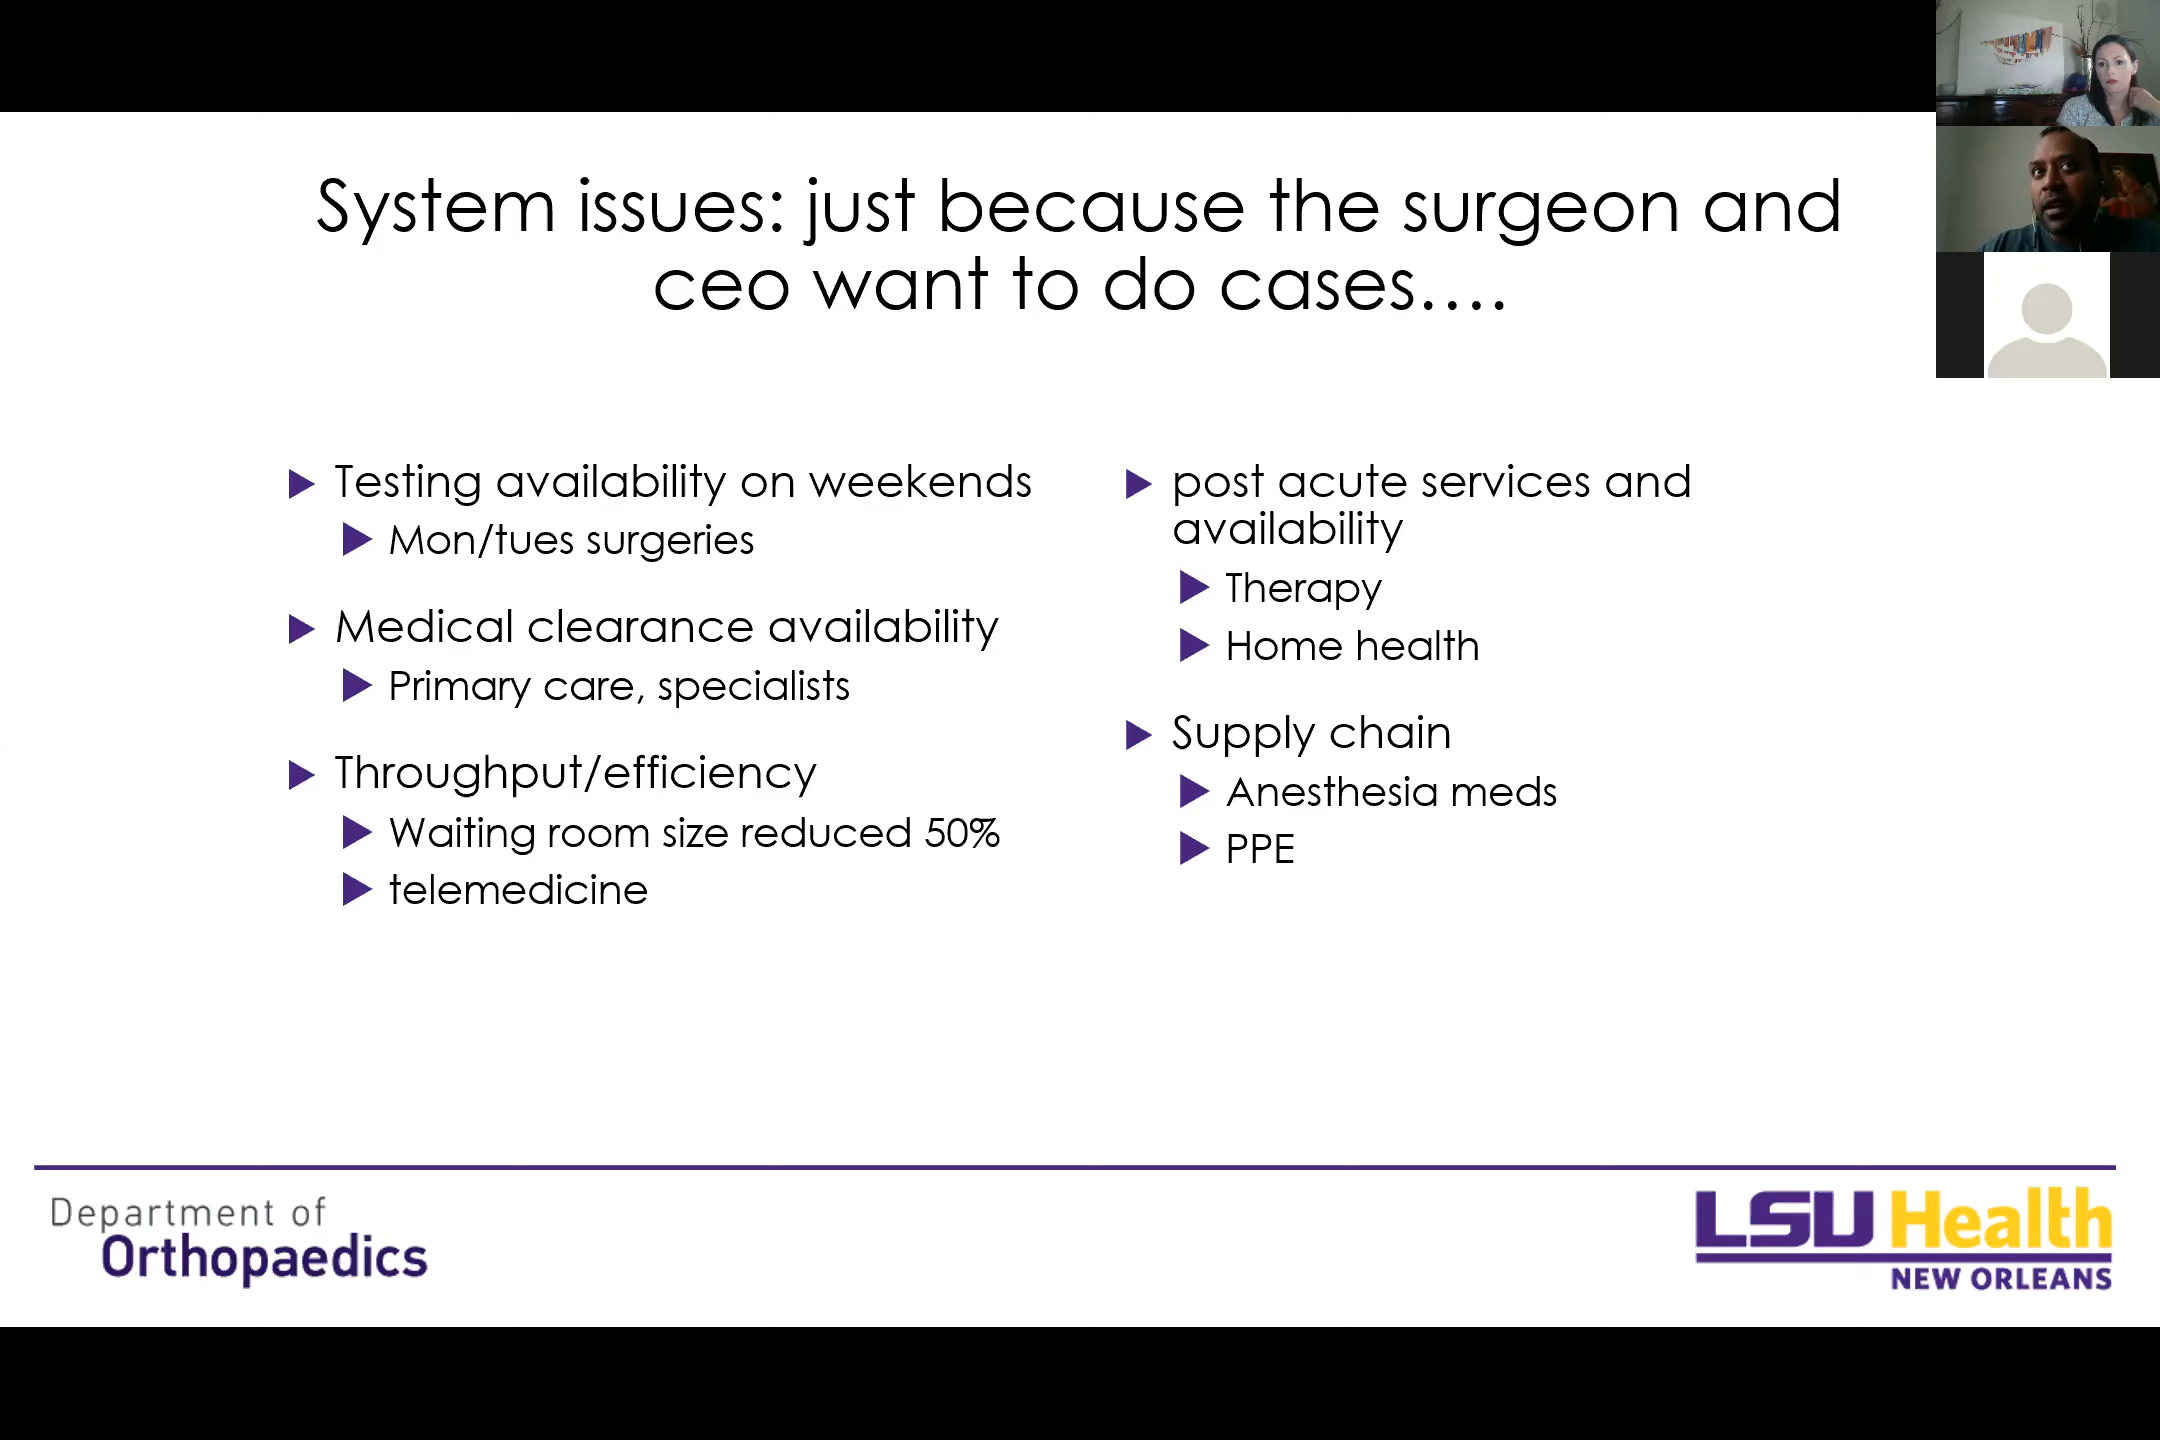 System issues: just because the surgeon and
ceo want to do cases....
Testing availability on weekends
Mon/tues surgeries
Medical clearance availability
Primary care, specialists
Throughput/efficiency
Waiting room size reduced 50%
telemedicine
post acute services and
availability
Therapy
Home health
Supply chain
Anesthesia meds
PPE
Department of
Orthopaedics
LSU Health
NEW ORLEANS